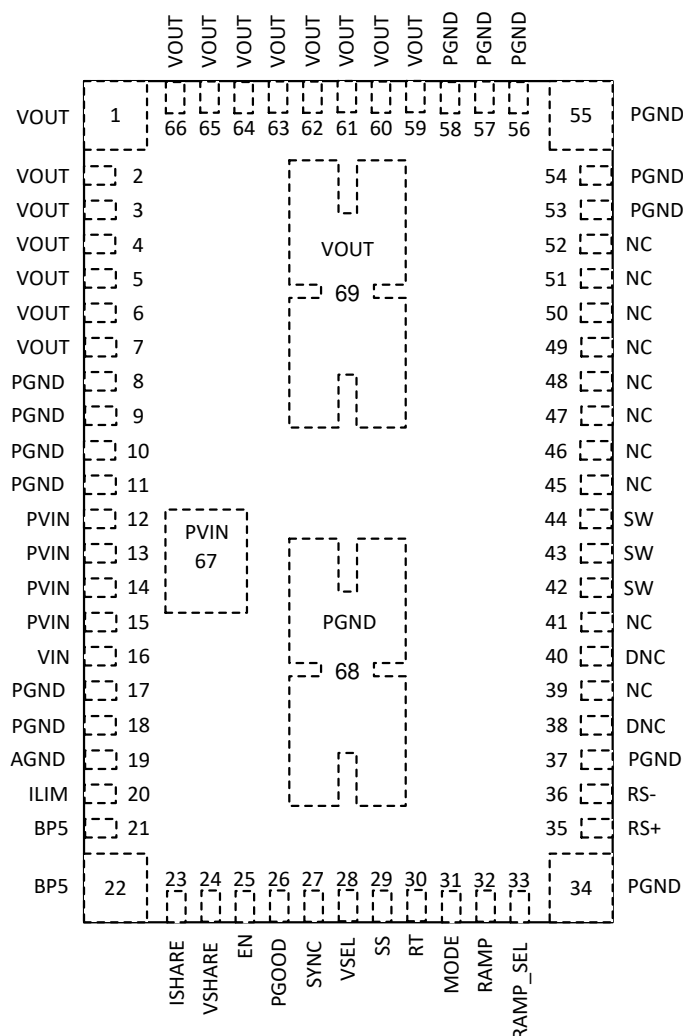 VOUT VOUT VOUT VOUT VOUT VOUT VOUT VOUT PGND PGND PGND
66 65 64 63 62 61 60 59 58 57 56
VOUT 1 55 PGND
VOUT 2 54 PGND
VOUT 3 53 PGND
VOUT 4 52 NC
VOUT 5 51 NC
VOUT 6 50 NC
VOUT 7 49 NC
PGND 8 48 NC
PGND 9 47 NC
PGND 10 46 NC
PGND 11 45 NC
PVIN 12 44 SW
PVIN 13 43 SW
PVIN 14 42 SW
PVIN 15 41 NC
VIN 16 40 DNC
PGND 17 39 NC
PGND 18 38 DNC
AGND 19 37 PGND
ILIM 20 36 RS-
BP5 21 35 RS+
BP5 22 34 PGND
VOUT
69
PVIN
67
PGND
68
23 24 25 26 27 28 29 30 31 32 33
ISHARE VSHARE EN PGOOD SYNC VSEL SS RT MODE RAMP RAMP_SEL